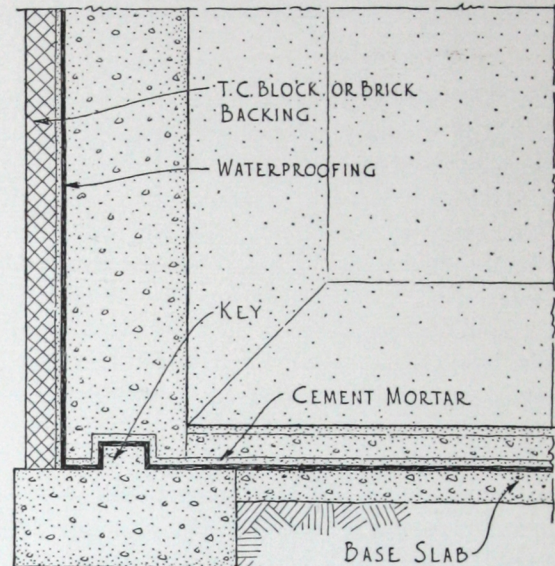 T.C. BLOCK OR BRICK
BACKING.
WATERPROOFING
KEY
CEMENT MORTAR
BASE SLAB